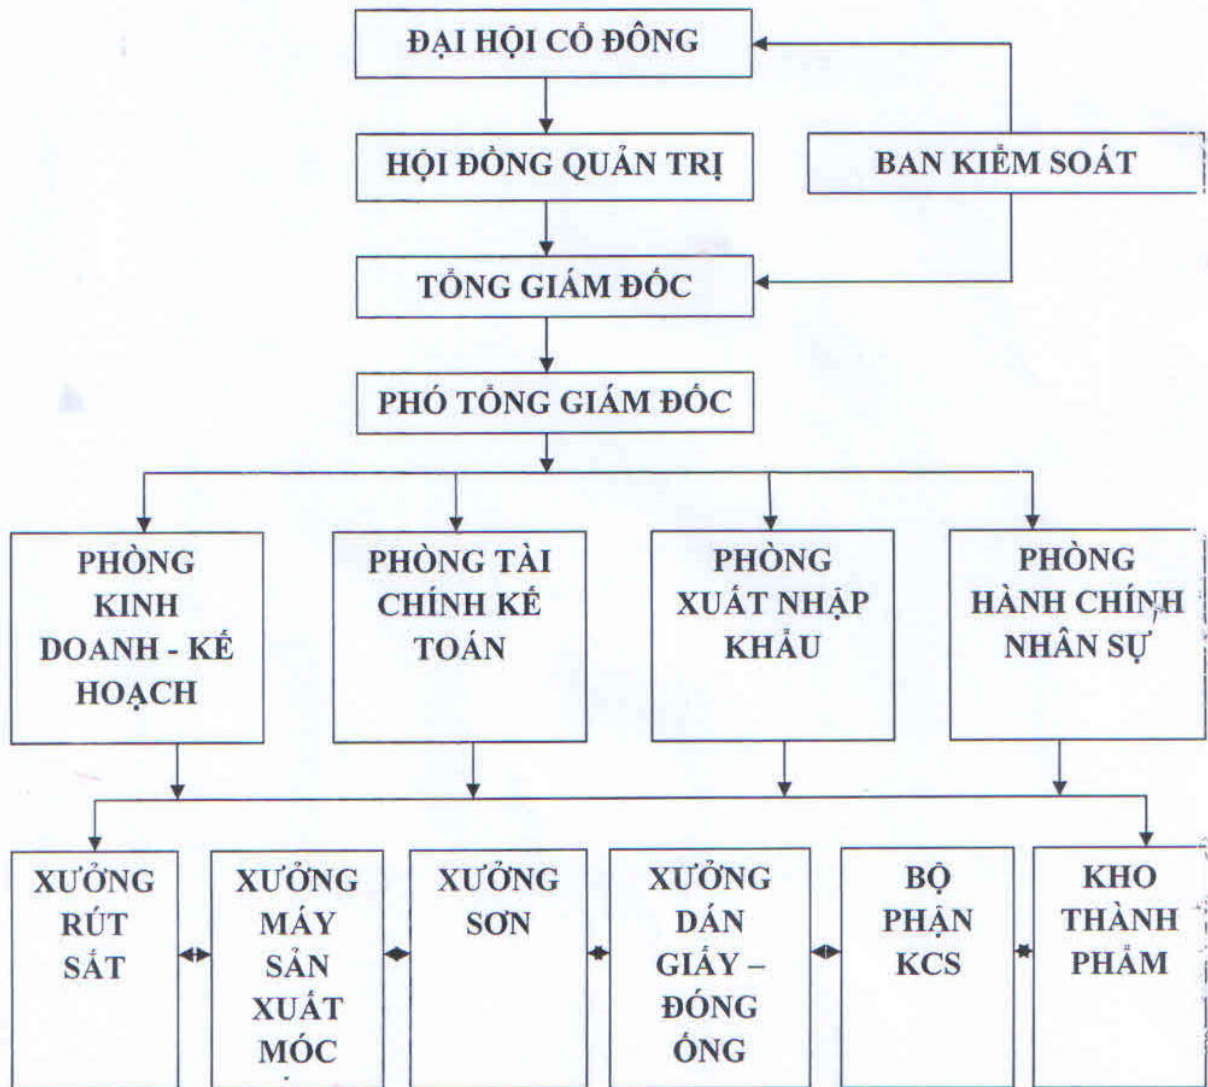 ĐẠI HỘI CỔ ĐÔNG
HỘI ĐỒNG QUẢN TRỊ
BAN KIỂM SOÁT
TỔNG GIÁM ĐỐC
PHÓ TỔNG GIÁM ĐỐC
PHÒNG
KINH
DOANH - KẾ
HOẠCH
PHÒNG TÀI
CHÍNH KẾ
TOÁN
PHÒNG
XUẤT NHẬP
KHẨU
PHÒNG
HÀNH CHÍNH
NHÂN SỰ
XƯỞNG
RÚT
SẮT
XƯỞNG
MÁY
SẢN
XUẤT
MÓC
XƯỞNG
SƠN
XƯỞNG
DÁN
GIẤY –
ĐÓNG
ỐNG
BỘ
PHẬN
KCS
KHO
THÀNH
PHẨM